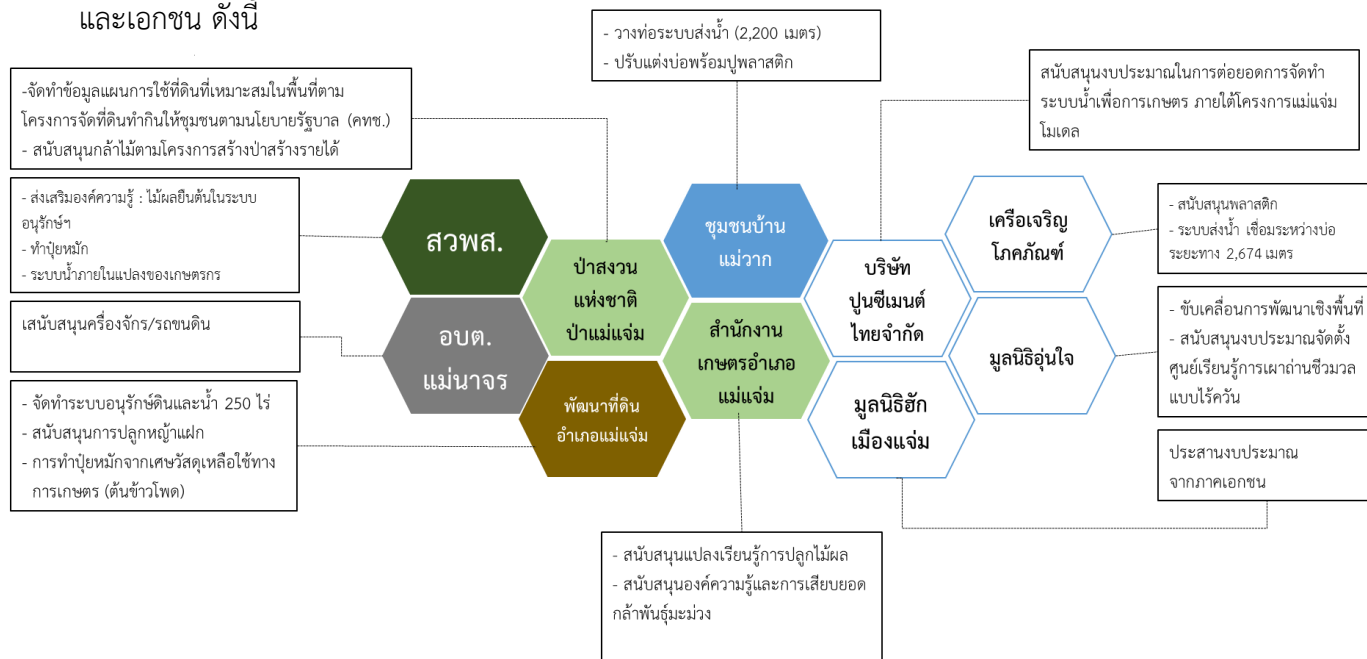 และเอกชน ดังนี้
- วางท่อระบบส่งน้ำ (2,200 เมตร)
- ปรับแต่งบ่อพร้อมปูพลาสติก
-จัดทำข้อมูลแผนการใช้ที่ดินที่เหมาะสมในพื้นที่ตาม
โครงการจัดที่ดินทำกินให้ชุมชนตามนโยบายรัฐบาล (คทช.)
- สนับสนุนกล้าไม้ตามโครงการสร้างป่าสร้างรายได้
สนับสนุนงบประมาณในการต่อยอดการจัดทำ
ระบบน้ำเพื่อการเกษตร ภายใต้โครงการแม่แจ่ม
โมเดล
- ส่งเสริมองค์ความรู้ : ไม้ผลยืนต้นในระบบ
อนุรักษ์ฯ
- ทำปุ๋ยหมัก
- ระบบน้ำภายในแปลงของเกษตรกร
สวพส.
ป่าสงวน
แห่งชาติ
ป่าแม่แจ่ม
ชุมชนบ้าน
แม่วาก
บริษัท
ปูนซีเมนต์
ไทยจำกัด
เครือเจริญ
โภคภัณฑ์
- สนับสนุนพลาสติก
- ระบบส่งน้ำ เชื่อมระหว่างบ่อ
ระยะทาง 2,674 เมตร
เสนับสนุนเครื่องจักร/รถขนดิน
อบต.
แม่นาจร
สำนักงาน
เกษตรอำเภอ
แม่แจ่ม
มูลนิธิอุ่นใจ
- ขับเคลื่อนการพัฒนาเชิงพื้นที่
- สนับสนุนงบประมาณจัดตั้ง
ศูนย์เรียนรู้การเผาถ่านชีวมวล
แบบไร้ควัน
- จัดทำระบบอนุรักษ์ดินและน้ำ 250 ไร่
- สนับสนุนการปลูกหญ้าแฝก
- การทำปุ๋ยหมักจากเศษวัสดุเหลือใช้ทาง
การเกษตร (ต้นข้าวโพด)
พัฒนาที่ดิน
อำเภอแม่แจ่ม
มูลนิธิฮัก
เมืองแจ่ม
ประสานงบประมาณ
จากภาคเอกชน
- สนับสนุนแปลงเรียนรู้การปลูกไม้ผล
- สนับสนุนองค์ความรู้และการเสียบยอด
กล้าพันธุ์มะม่วง